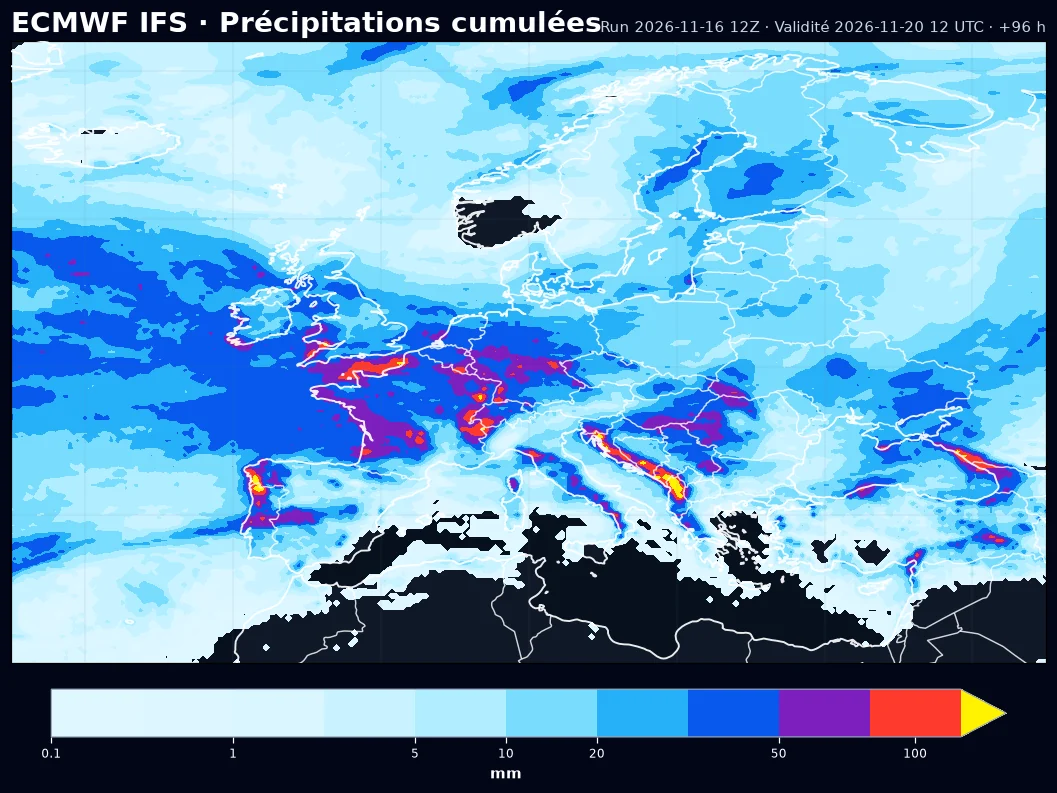 ECMWF IFS · Précipitations cumulées
Run 2026-11-16 12Z · Validité 2026-11-20 12 UTC · +96 h
0.1 1 5 10 20 50 100
mm